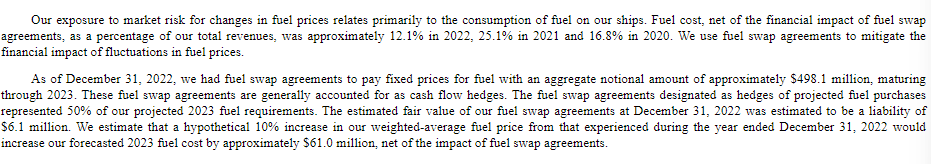 Our exposure to market risk for changes in fuel prices relates primarily to the consumption of fuel on our ships. Fuel cost, net of the financial impact of fuel swap
agreements, as a percentage of our total revenues, was approximately 12.1% in 2022, 25.1% in 2021 and 16.8% in 2020. We use fuel swap agreements to mitigate the
financial impact of fluctuations in fuel prices.
As of December 31, 2022, we had fuel swap agreements to pay fixed prices for fuel with an aggregate notional amount of approximately $498.1 million, maturing
through 2023. These fuel swap agreements are generally accounted for as cash flow hedges. The fuel swap agreements designated as hedges of projected fuel purchases
represented 50% of our projected 2023 fuel requirements. The estimated fair value of our fuel swap agreements at December 31, 2022 was estimated to be a liability of
$6.1 million. We estimate that a hypothetical 10% increase in our weighted-average fuel price from that experienced during the year ended December 31, 2022 would
increase our forecasted 2023 fuel cost by approximately $61.0 million, net of the impact of fuel swap agreements.